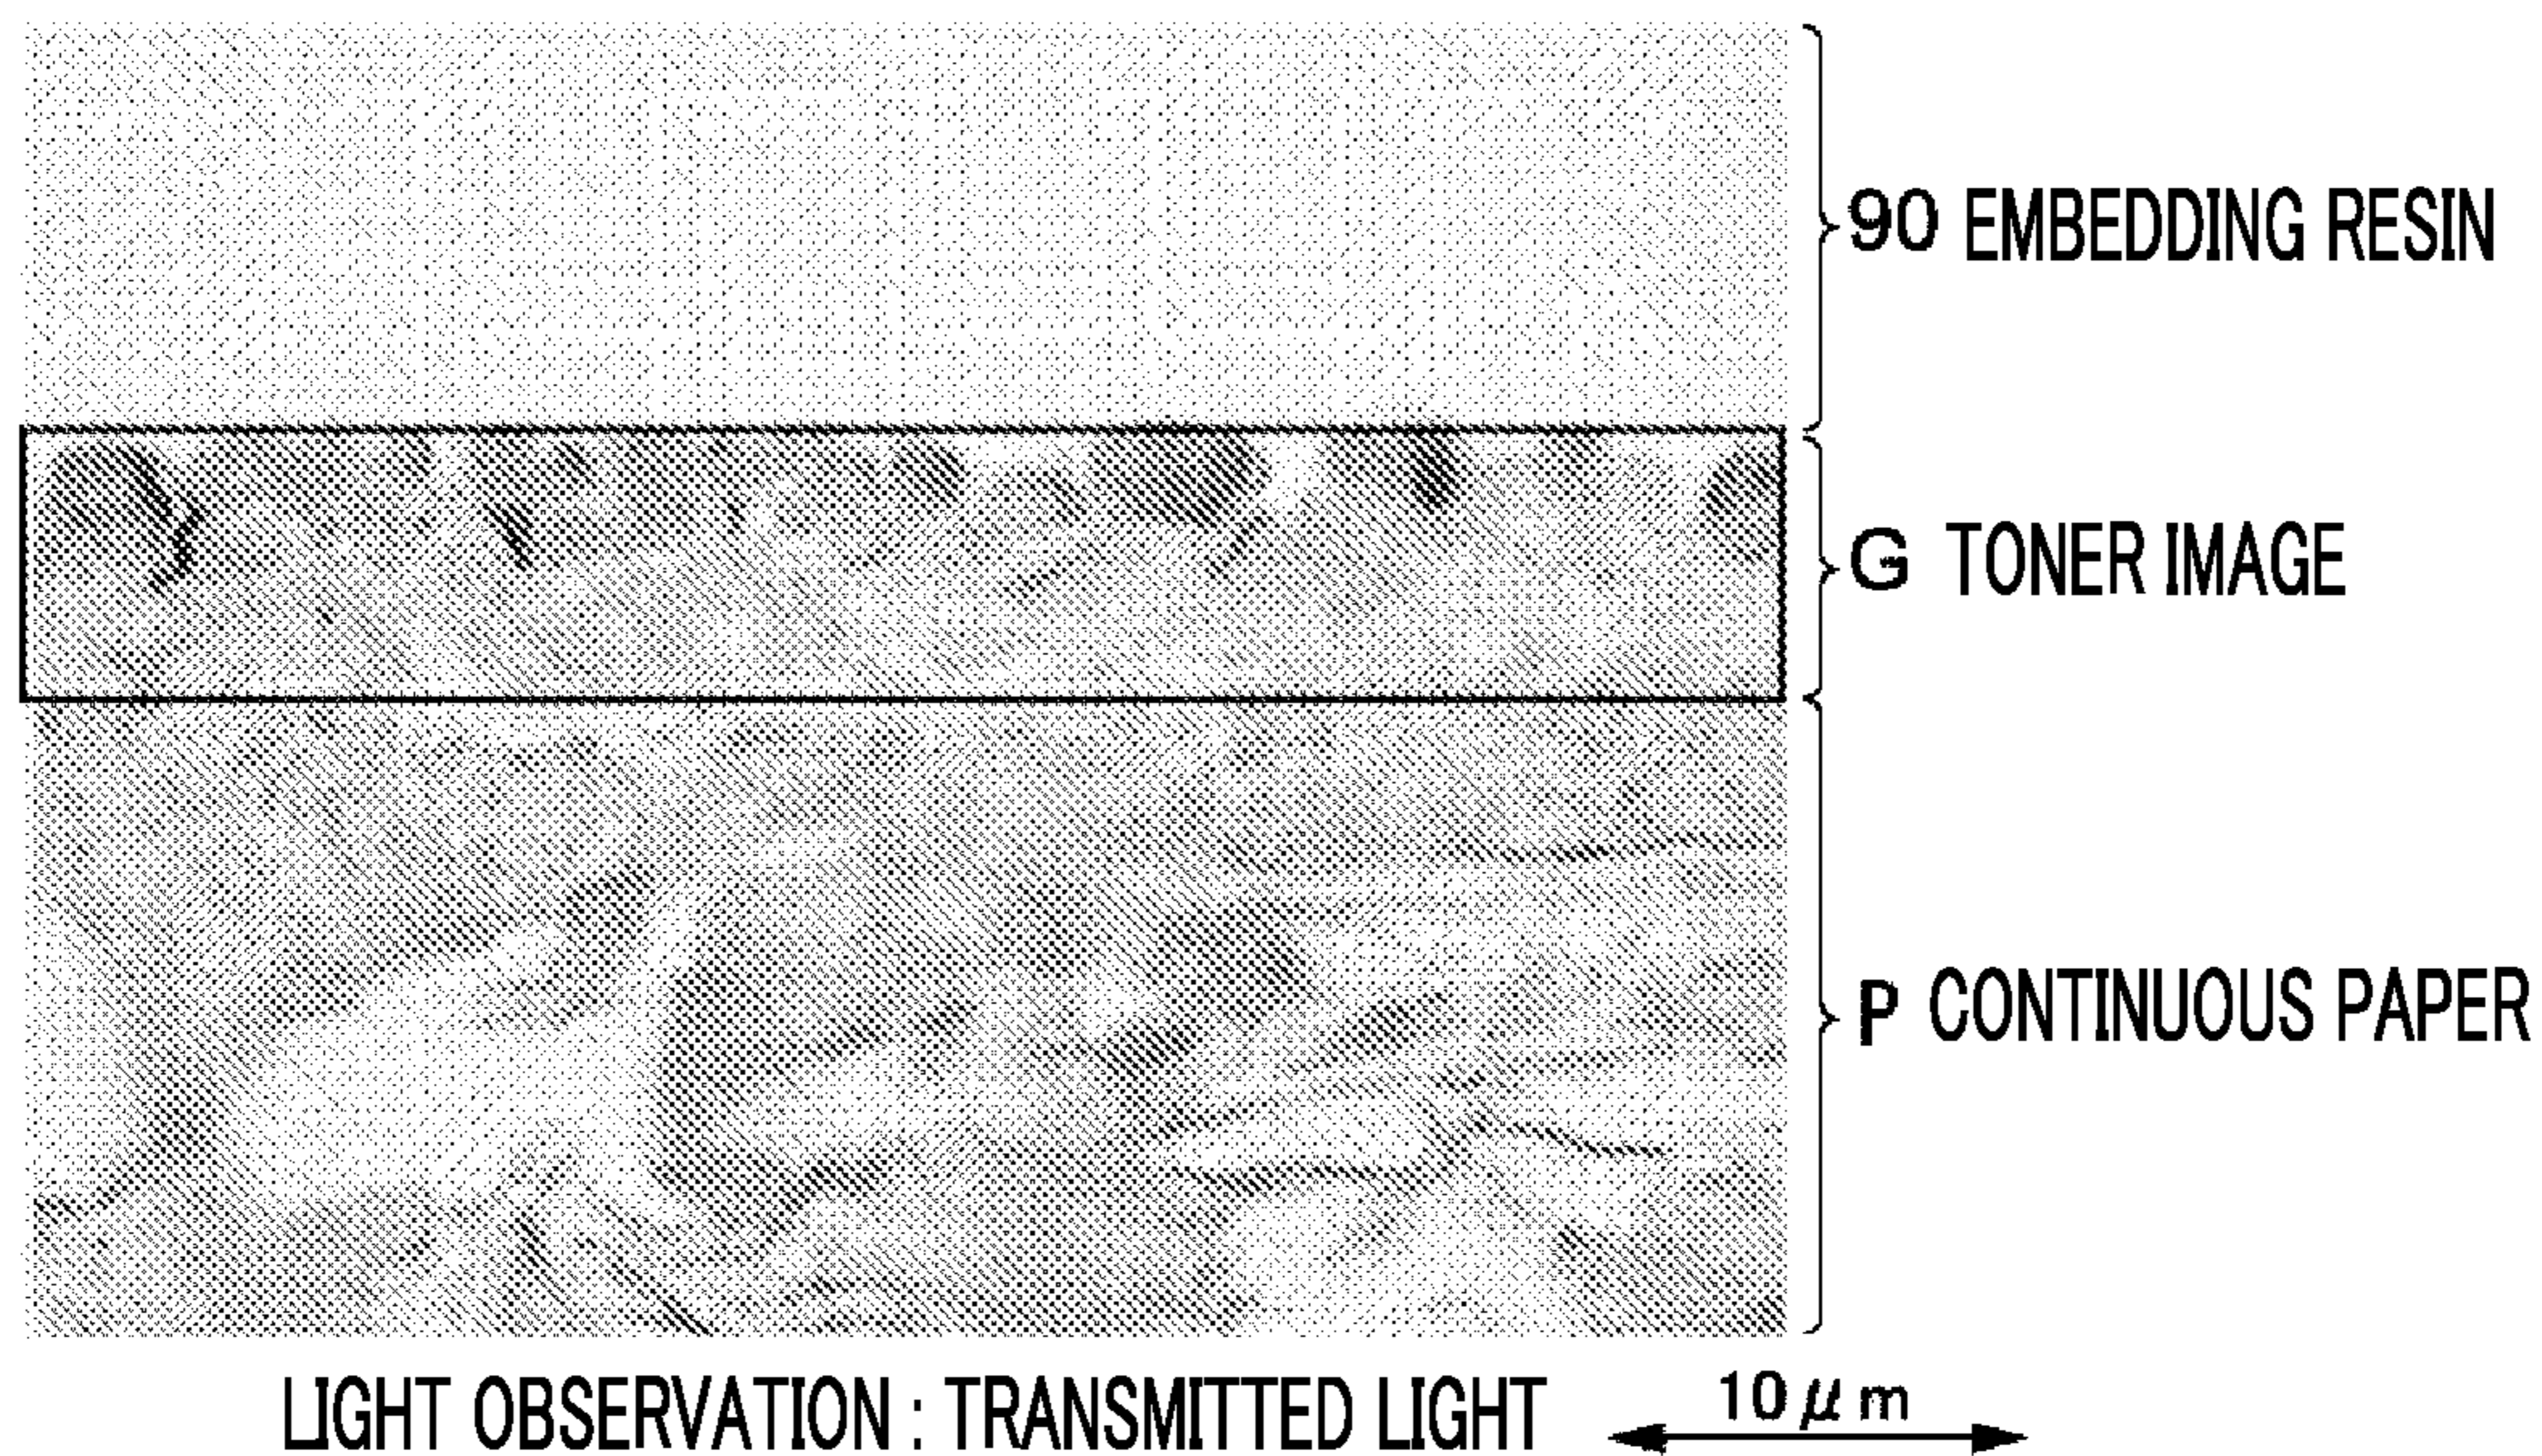 90 EMBEDDING RESIN
G TONER IMAGE
P CONTINUOUS PAPER
LIGHT OBSERVATION : TRANSMITTED LIGHT
10 μm